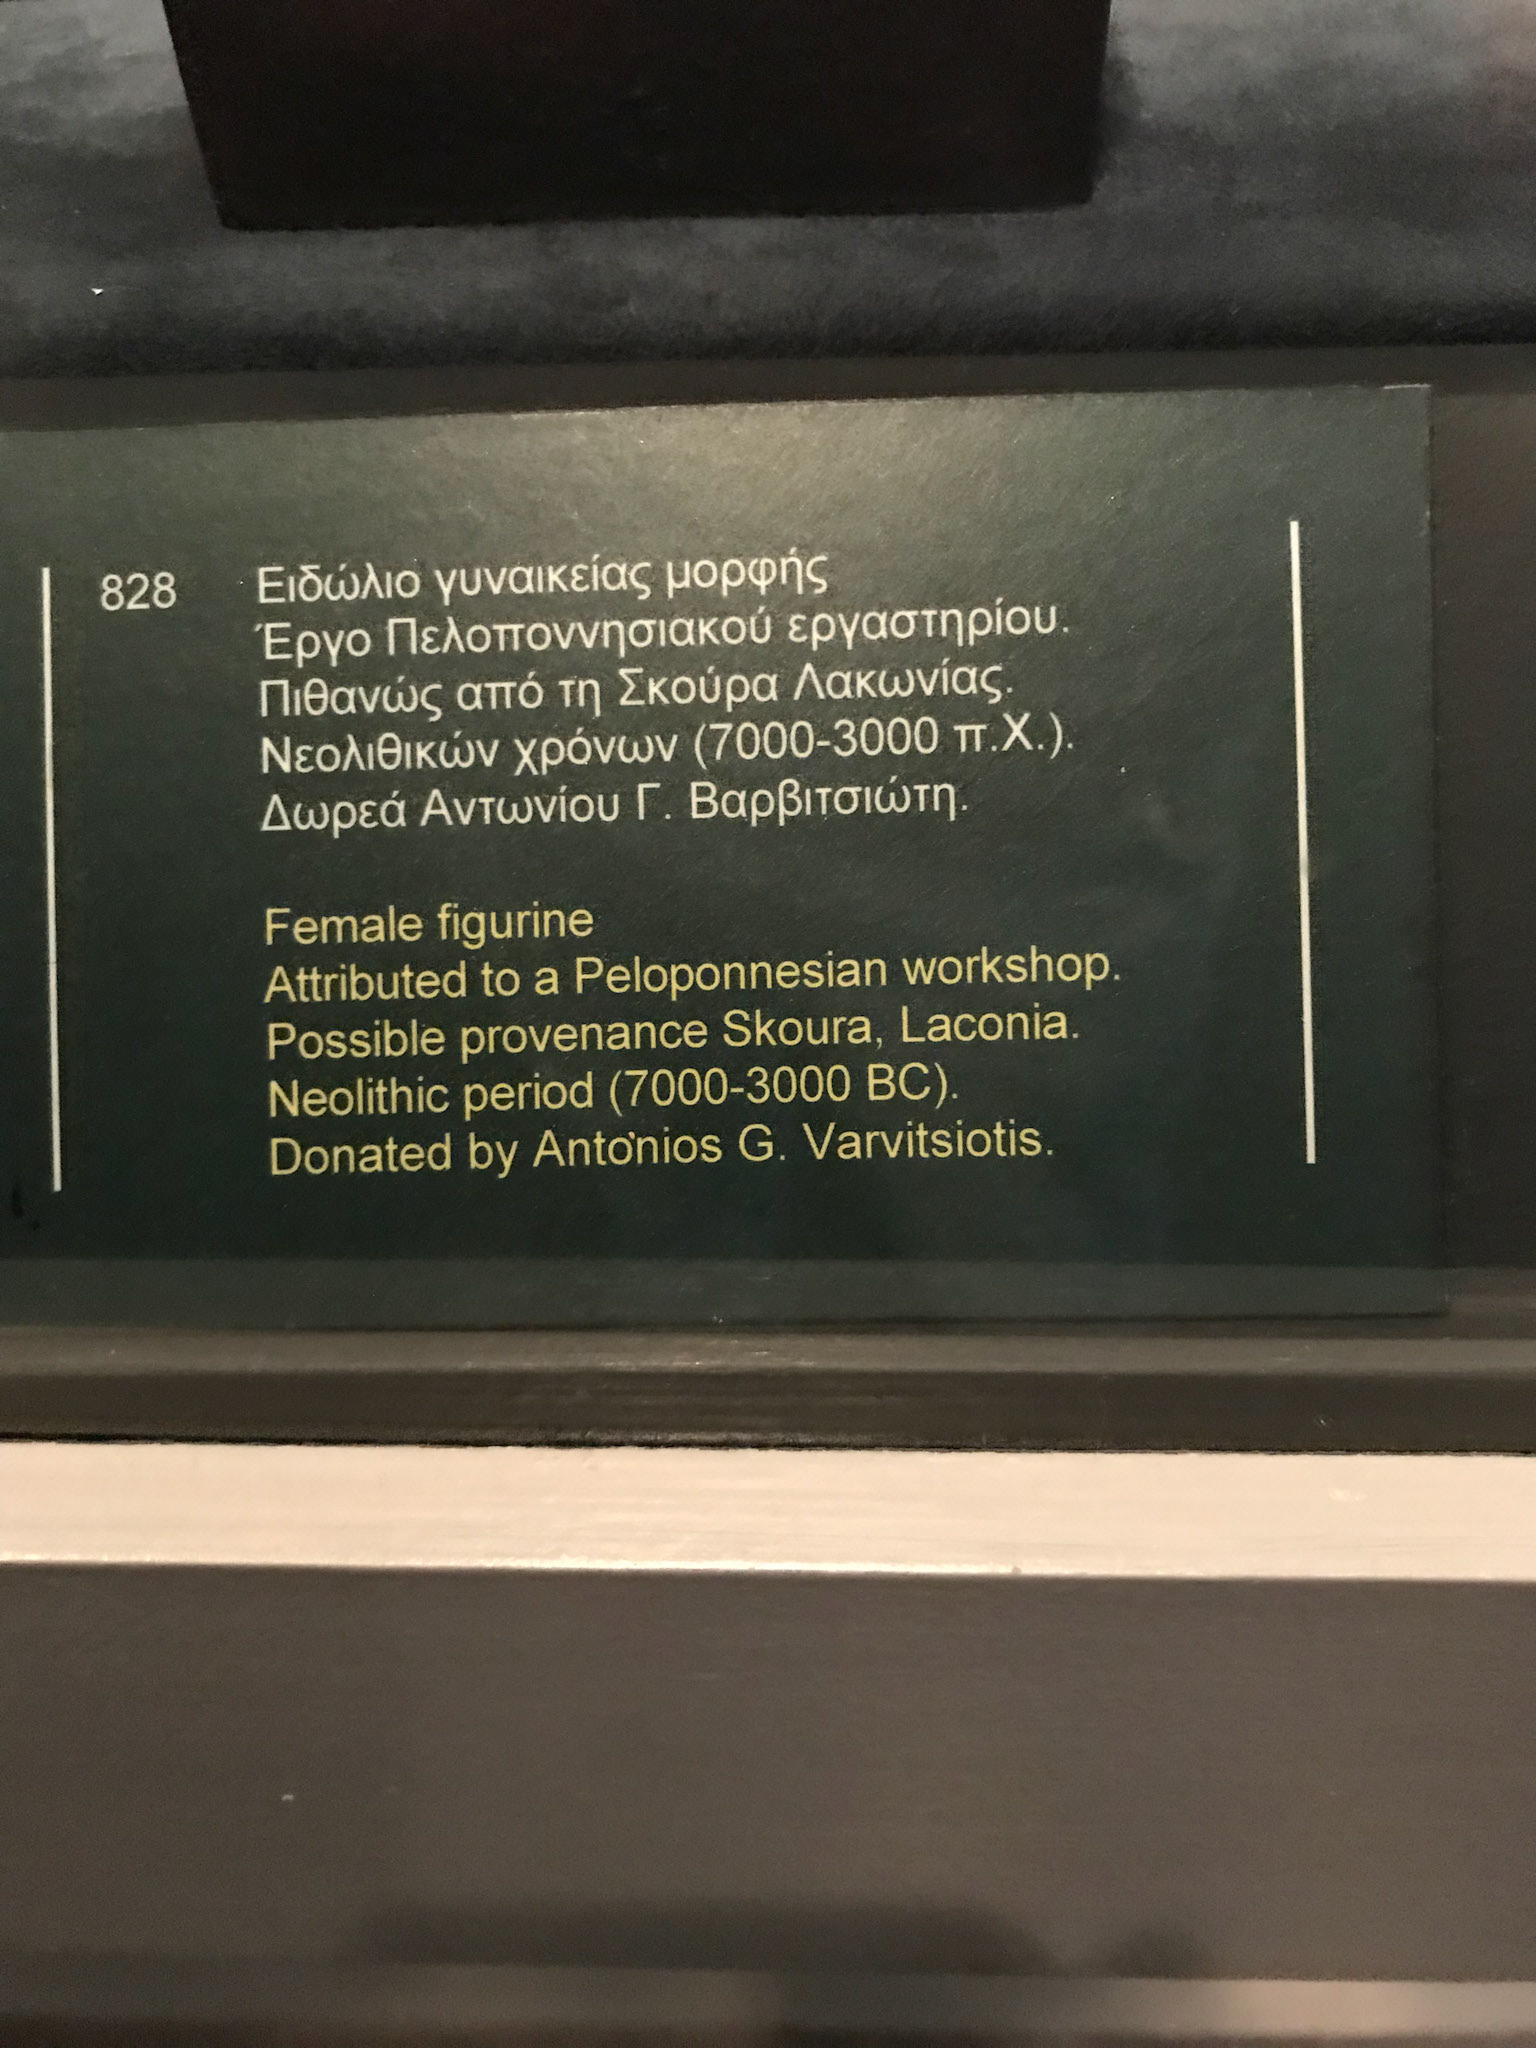 828 Ειδώλιο γυναικείας μορφής
Έργο Πελοποννησιακού εργαστηρίου.
Πιθανώς από τη Σκούρα Λακωνίας.
Νεολιθικών χρόνων (7000-3000 π.Χ.).
Δωρεά Αντωνίου Γ. Βαρβιτσιώτη.
Female figurine
Attributed to a Peloponnesian workshop.
Possible provenance Skoura, Laconia.
Neolithic period (7000-3000 BC).
Donated by Antonios G. Varvitsiotis.